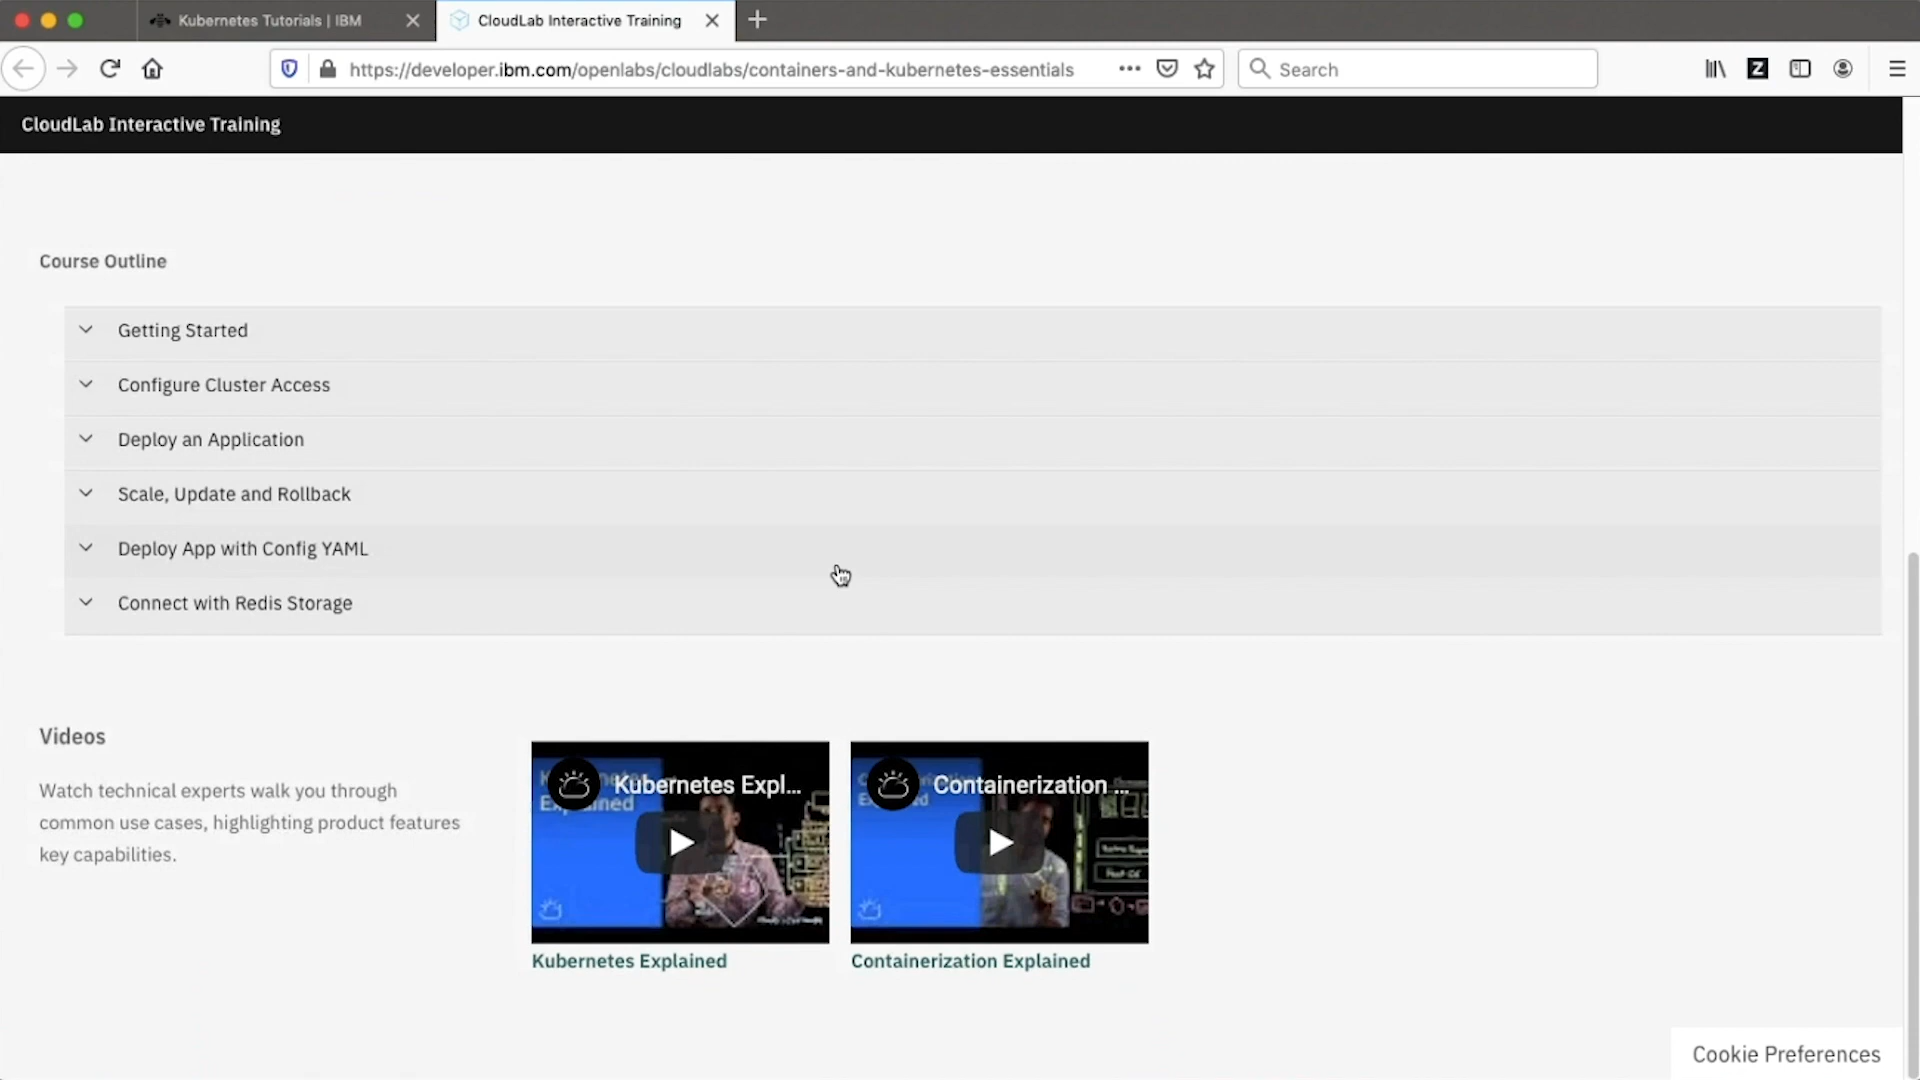 Kubernetes Tutorials | IBM
CloudLab Interactive Training
https://developer.ibm.com/openlabs/cloudlabs/containers-and-kubernetes-essentials
Search
CloudLab Interactive Training
Course Outline
Getting Started
Configure Cluster Access
Deploy an Application
Scale, Update and Rollback
Deploy App with Config YAML
Connect with Redis Storage
Videos
Watch technical experts walk you through
common use cases, highlighting product features
key capabilities.
Kubernetes Expl...
Explained
Containerization ...
Explained
Kubernetes Explained
Containerization Explained
Cookie Preferences